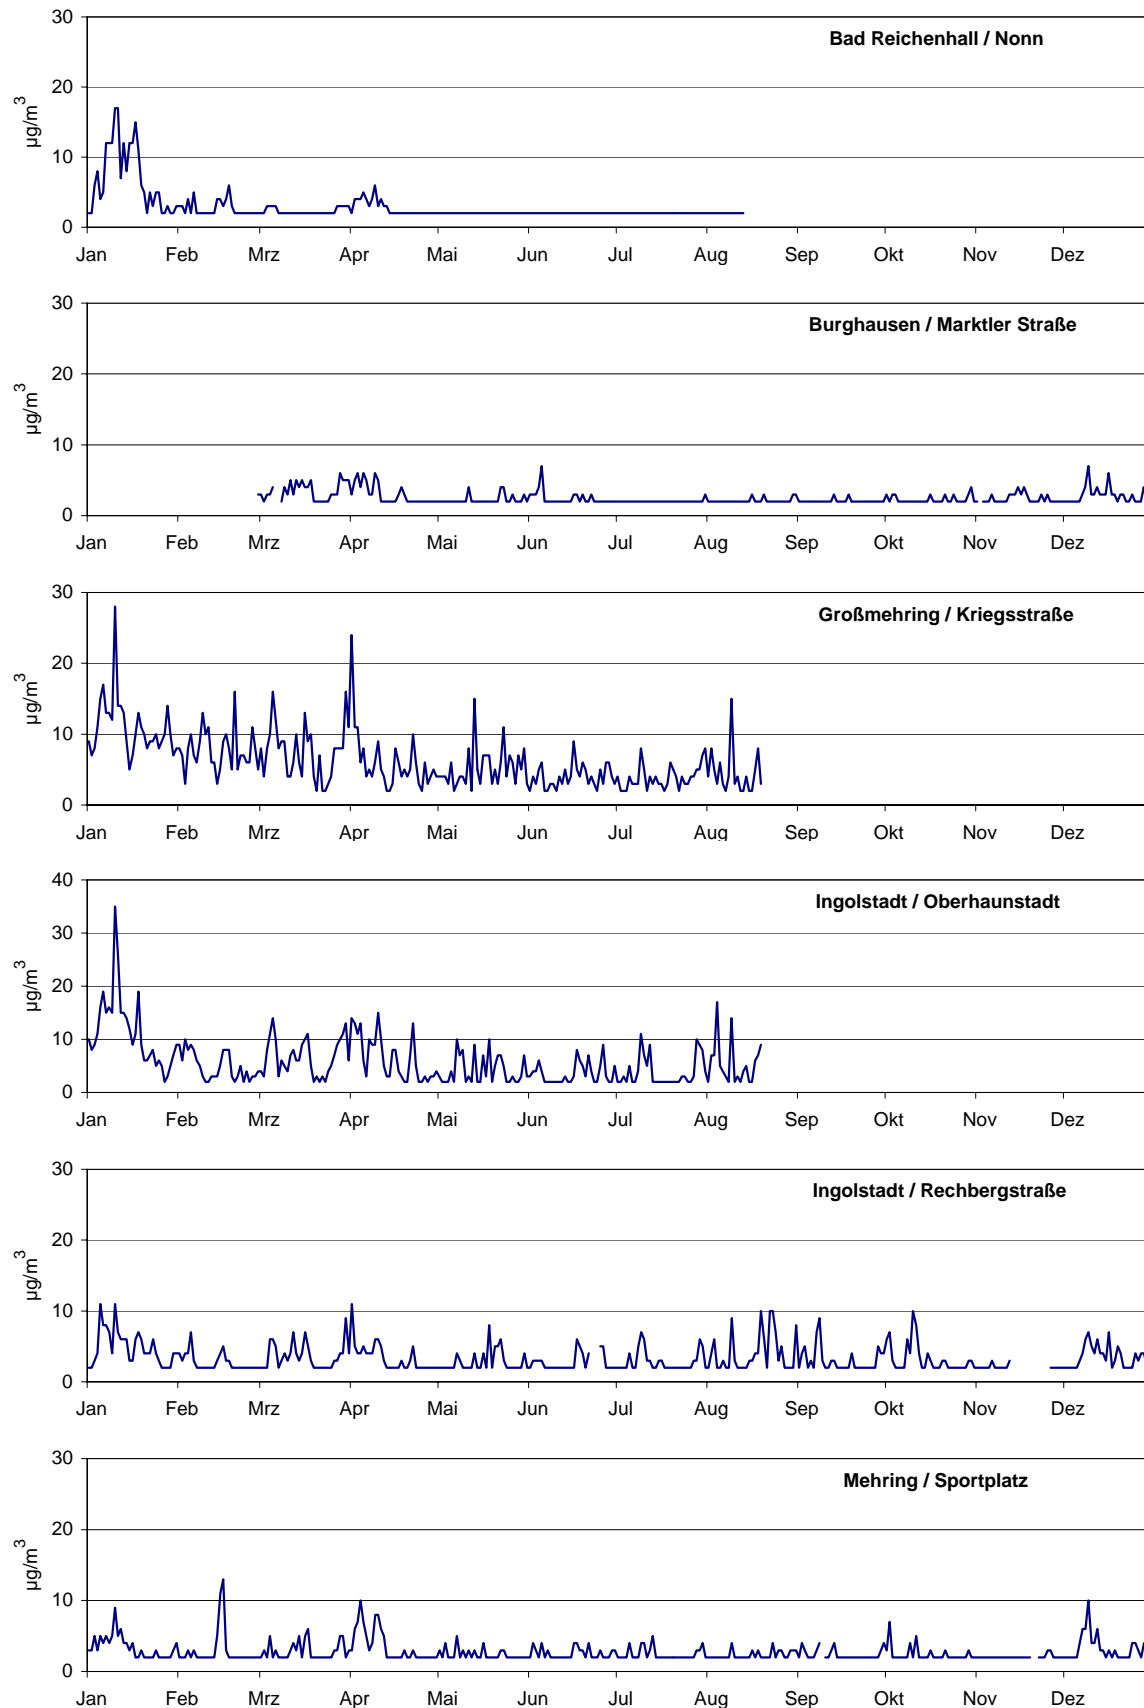 30
Bad Reichenhall / Nonn
20
µg/m³
10
0
Jan Feb Mrz Apr Mai Jun Jul Aug Sep Okt Nov Dez
30
Burghausen / Marktler Straße
20
µg/m³
10
0
Jan Feb Mrz Apr Mai Jun Jul Aug Sep Okt Nov Dez
30
Großmehring / Kriegsstraße
20
µg/m³
10
0
Jan Feb Mrz Apr Mai Jun Jul Aug Sep Okt Nov Dez
40
Ingolstadt / Oberhaunstadt
30
20
µg/m³
10
0
Jan Feb Mrz Apr Mai Jun Jul Aug Sep Okt Nov Dez
30
Ingolstadt / Rechbergstraße
20
µg/m³
10
0
Jan Feb Mrz Apr Mai Jun Jul Aug Sep Okt Nov Dez
30
Mehring / Sportplatz
20
µg/m³
10
0
Jan Feb Mrz Apr Mai Jun Jul Aug Sep Okt Nov Dez